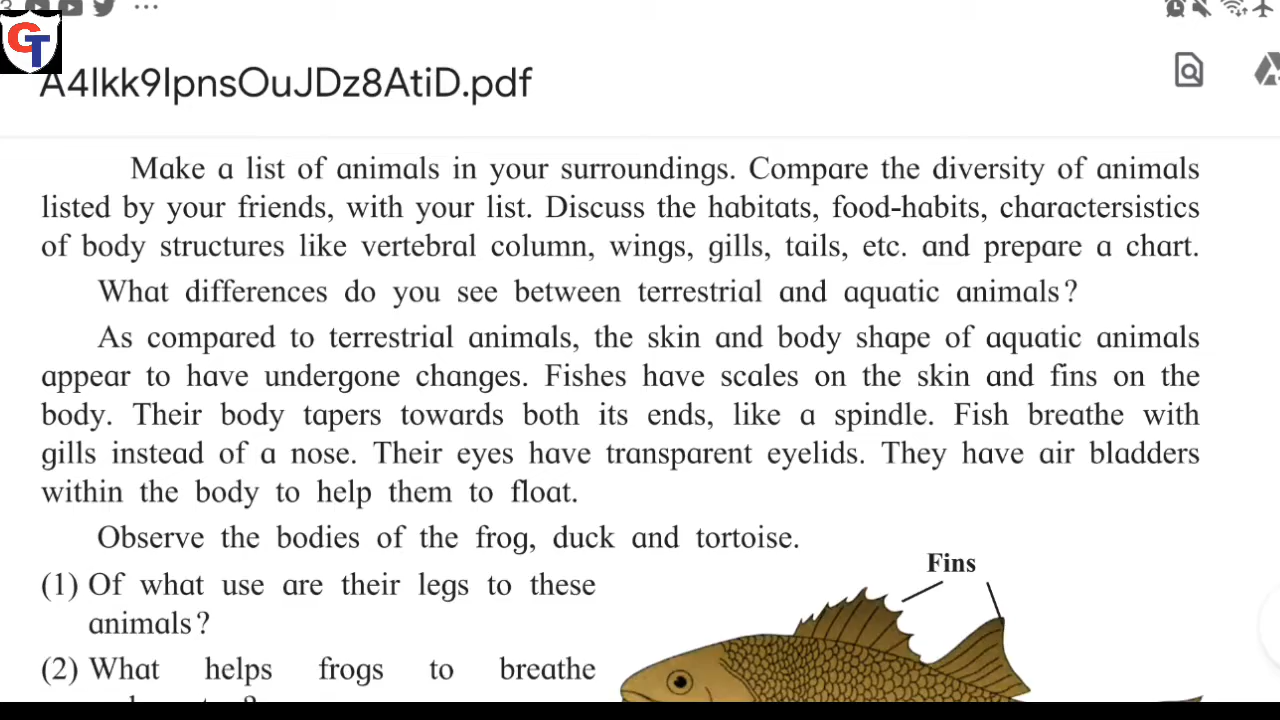 3
GT
A4lkk9lpnsOuJDz8AtiD.pdf
Make a list of animals in your surroundings. Compare the diversity of animals
listed by your friends, with your list. Discuss the habitats, food-habits, charactersistics
of body structures like vertebral column, wings, gills, tails, etc. and prepare a chart.
What differences do you see between terrestrial and aquatic animals?
As compared to terrestrial animals, the skin and body shape of aquatic animals
appear to have undergone changes. Fishes have scales on the skin and fins on the
body. Their body tapers towards both its ends, like a spindle. Fish breathe with
gills instead of a nose. Their eyes have transparent eyelids. They have air bladders
within the body to help them to float.
Observe the bodies of the frog, duck and tortoise.
Fins
(1) Of what use are their legs to these
animals?
(2) What helps frogs to breathe